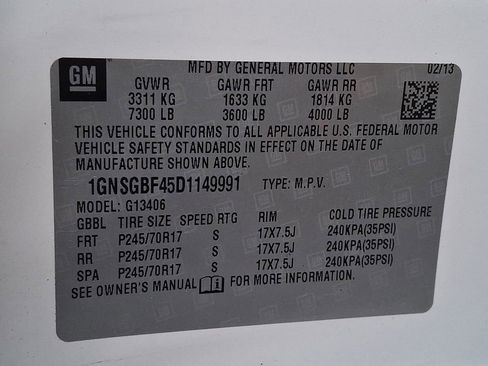 GM
MFD BY GENERAL MOTORS LLC 02/13
GVWR GAWR FRT GAWR RR
3311 KG 1633 KG 1814 KG
7300 LB 3600 LB 4000 LB
THIS VEHICLE CONFORMS TO ALL APPLICABLE U.S. FEDERAL MOTOR
VEHICLE SAFETY STANDARDS IN EFFECT ON THE DATE OF
MANUFACTURE SHOWN ABOVE.
1GNSGBF45D1149991 TYPE: M.P.V.
MODEL: G13406
GBBL TIRE SIZE SPEED RTG RIM COLD TIRE PRESSURE
FRT P245/70R17 S 17X7.5J 240KPA(35PSI)
RR P245/70R17 S 17X7.5J 240KPA(35PSI)
SPA P245/70R17 S 17X7.5J 240KPA(35PSI)
SEE OWNER'S MANUAL FOR MORE INFORMATION.